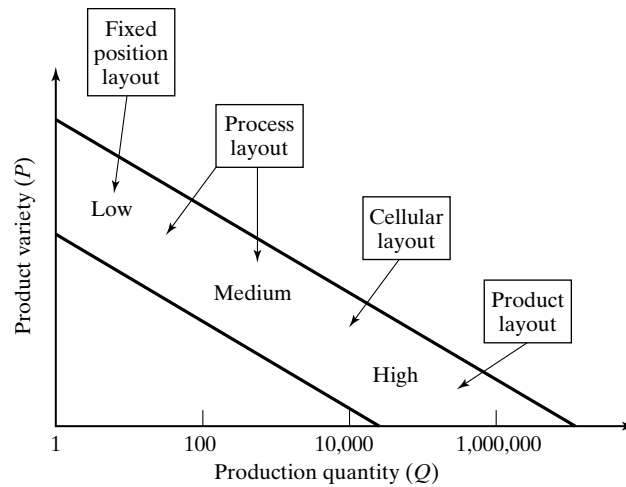 Fixed
position
layout
Process
layout
Low
Cellular
layout
Medium
Product
layout
High
Product variety (P)
1
100
10,000
1,000,000
Production quantity (Q)